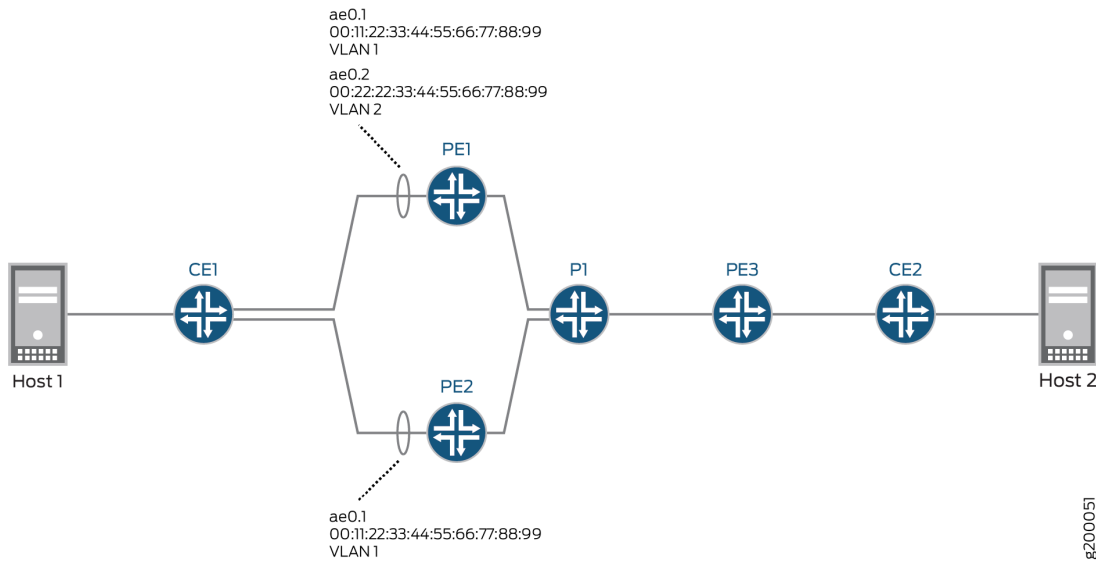 ae0.1
00:11:22:33:44:55:66:77:88:99
VLAN 1
ae0.2
00:22:22:33:44:55:66:77:88:99
VLAN 2
PE1
CE1
P1
PE3
CE2
Host 1
PE2
Host 2
ae0.1
00:11:22:33:44:55:66:77:88:99
VLAN 1
g200051